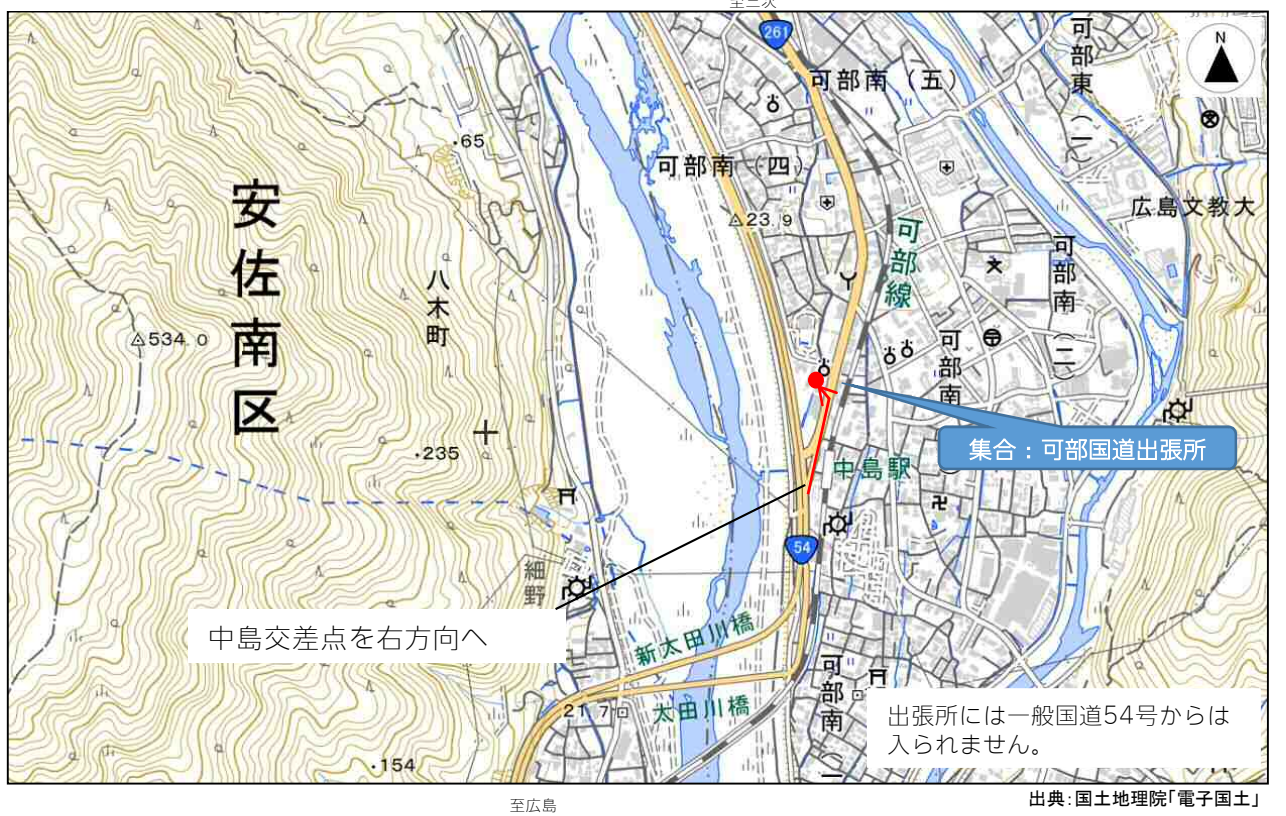 至三次
261
可部東(一)
N
可部南(五)
・65
可部南(四)
安佐南区
広島文教大
△23.9
可部線
可部南(二)
八木町
△534.0
可部南
集合：可部国道出張所
・235
中島駅
54
細野
中島交差点を右方向へ
新太田川橋
可部南(一
出張所には一般国道54号からは
入られません。
21.7
太田川橋
・154
出典：国土地理院「電子国土」
至広島